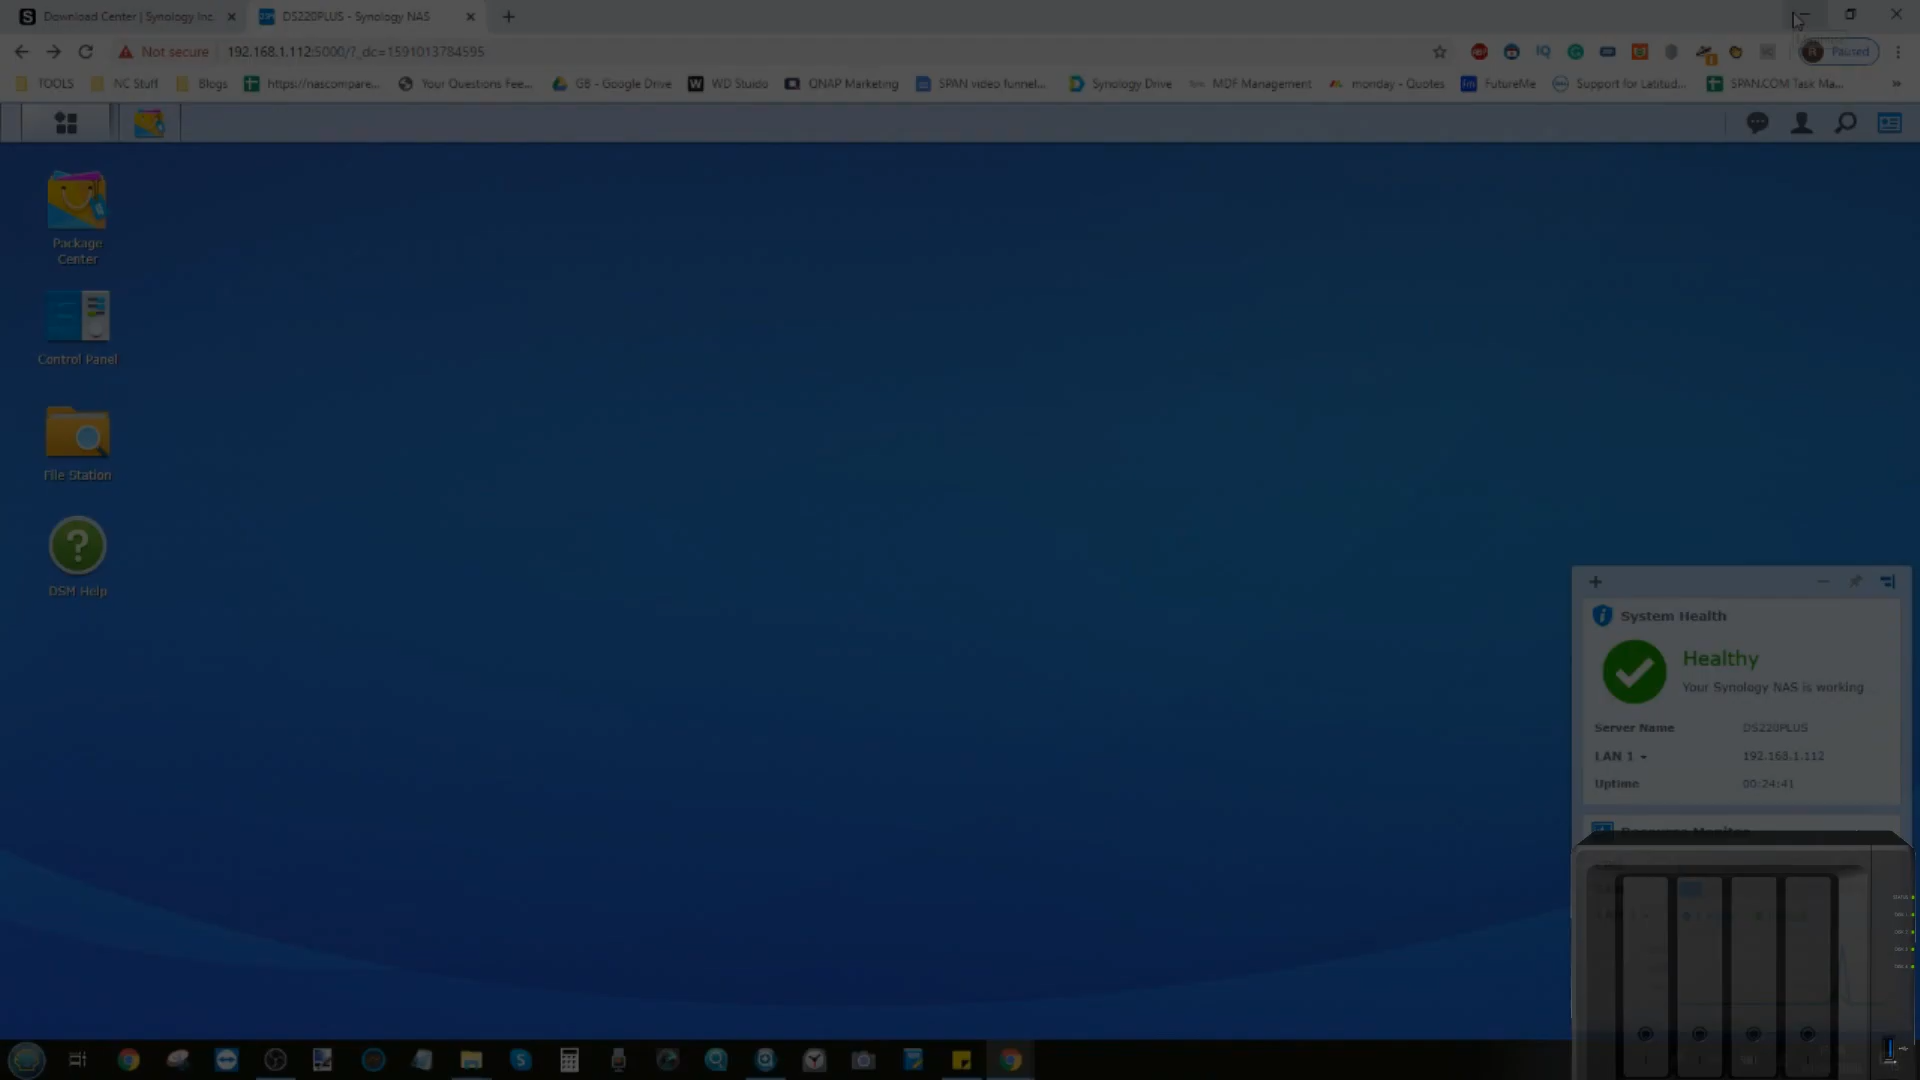 Download Center | Synology Inc.
DS220PLUS - Synology NAS
Not secure
192.168.1.112:5000/?_dc=1591013784595
R Paused
TOOLS
NC Stuff
Blogs
https://nascompare...
Your Questions Fee...
GB - Google Drive
WD Stuido
QNAP Marketing
SPAN video funnel...
Synology Drive
MDF Management
monday - Quotes
FutureMe
Support for Latitud...
SPAN.COM Task Ma...
Package
Center
Control Panel
File Station
DSM Help
System Health
Healthy
Your Synology NAS is working
Server Name DS220PLUS
LAN 1 192.168.1.112
Uptime 00:24:41